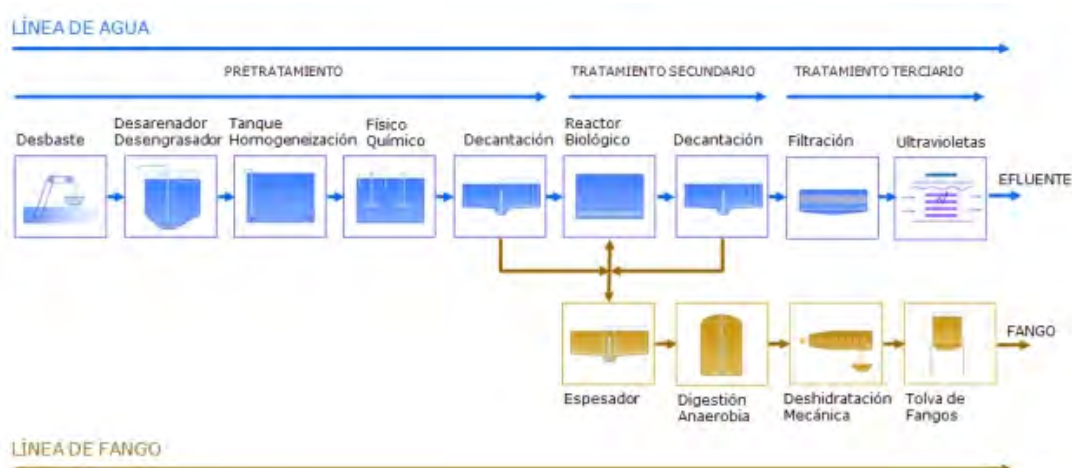 LÍNEA DE AGUA
PRETRATAMIENTO
TRATAMIENTO SECUNDARIO
TRATAMIENTO TERCIARIO
Desbaste
Desarenador
Desengrasador
Tanque
Homogeneización
Físico
Químico
Decantación
Reactor
Biológico
Decantación
Filtración
Ultravioletas
EFLUENTE
FANGO
Espesador
Digestión
Anaerobia
Deshidratación
Mecánica
Tolva de
Fangos
LÍNEA DE FANGO